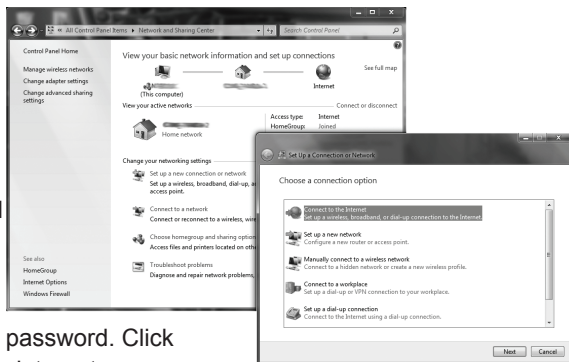 All Control Panel Items ▸ Network and Sharing Center
Search Control Panel
Control Panel Home
Manage wireless networks
Change adapter settings
Change advanced sharing
settings
See also
HomeGroup
Internet Options
Windows Firewall
View your basic network information and set up connections
See full map
(This computer)
Internet
View your active networks
Connect or disconnect
Home network
Access type: Internet
HomeGroup: Joined
Change your networking settings
Set up a new connection or network
Set up a wireless, broadband, dial-up, a
access point.
Connect to a network
Connect or reconnect to a wireless, wire
Choose homegroup and sharing option
Access files and printers located on othe
Troubleshoot problems
Diagnose and repair network problems,
Set Up a Connection or Network
Choose a connection option
Connect to the Internet
Set up a wireless, broadband, or dial-up connection to the Internet.
Set up a new network
Configure a new router or access point.
Manually connect to a wireless network
Connect to a hidden network or create a new wireless profile.
Connect to a workplace
Set up a dial-up or VPN connection to your workplace.
Set up a dial-up connection
Connect to the Internet using a dial-up connection.
Next Cancel
password. Click